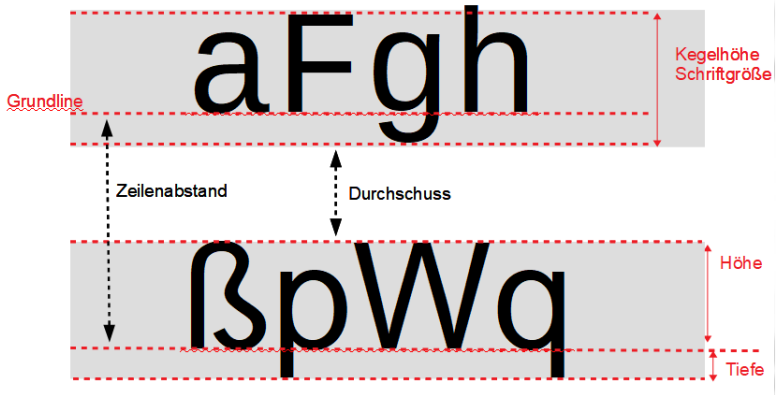 aFgh
Kegelhöhe
Schriftgröße
Grundline
Zeilenabstand
Durchschuss
ßpWq
Höhe
Tiefe